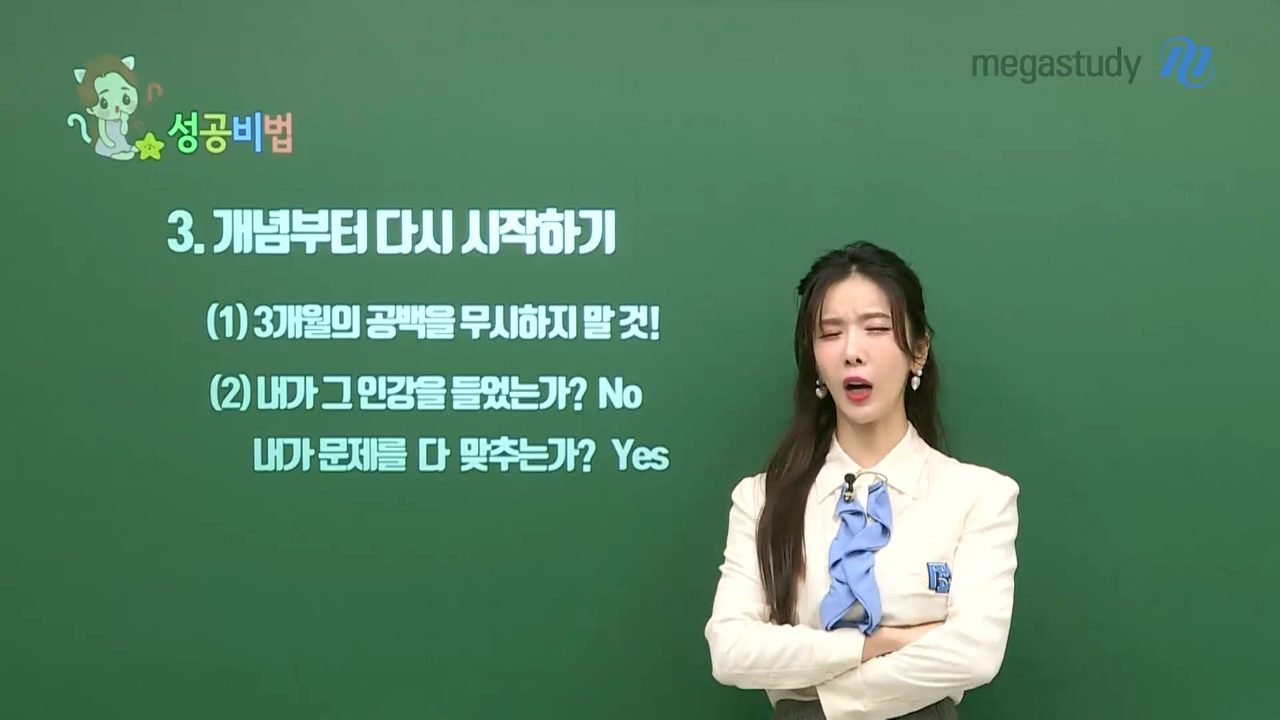 megastudy
성공비법
3. 개념부터 다시 시작하기
(1) 3개월의 공백을 무시하지 말 것!
(2) 내가 그 인강을 들었는가? No
내가 문제를 다 맞추는가? Yes